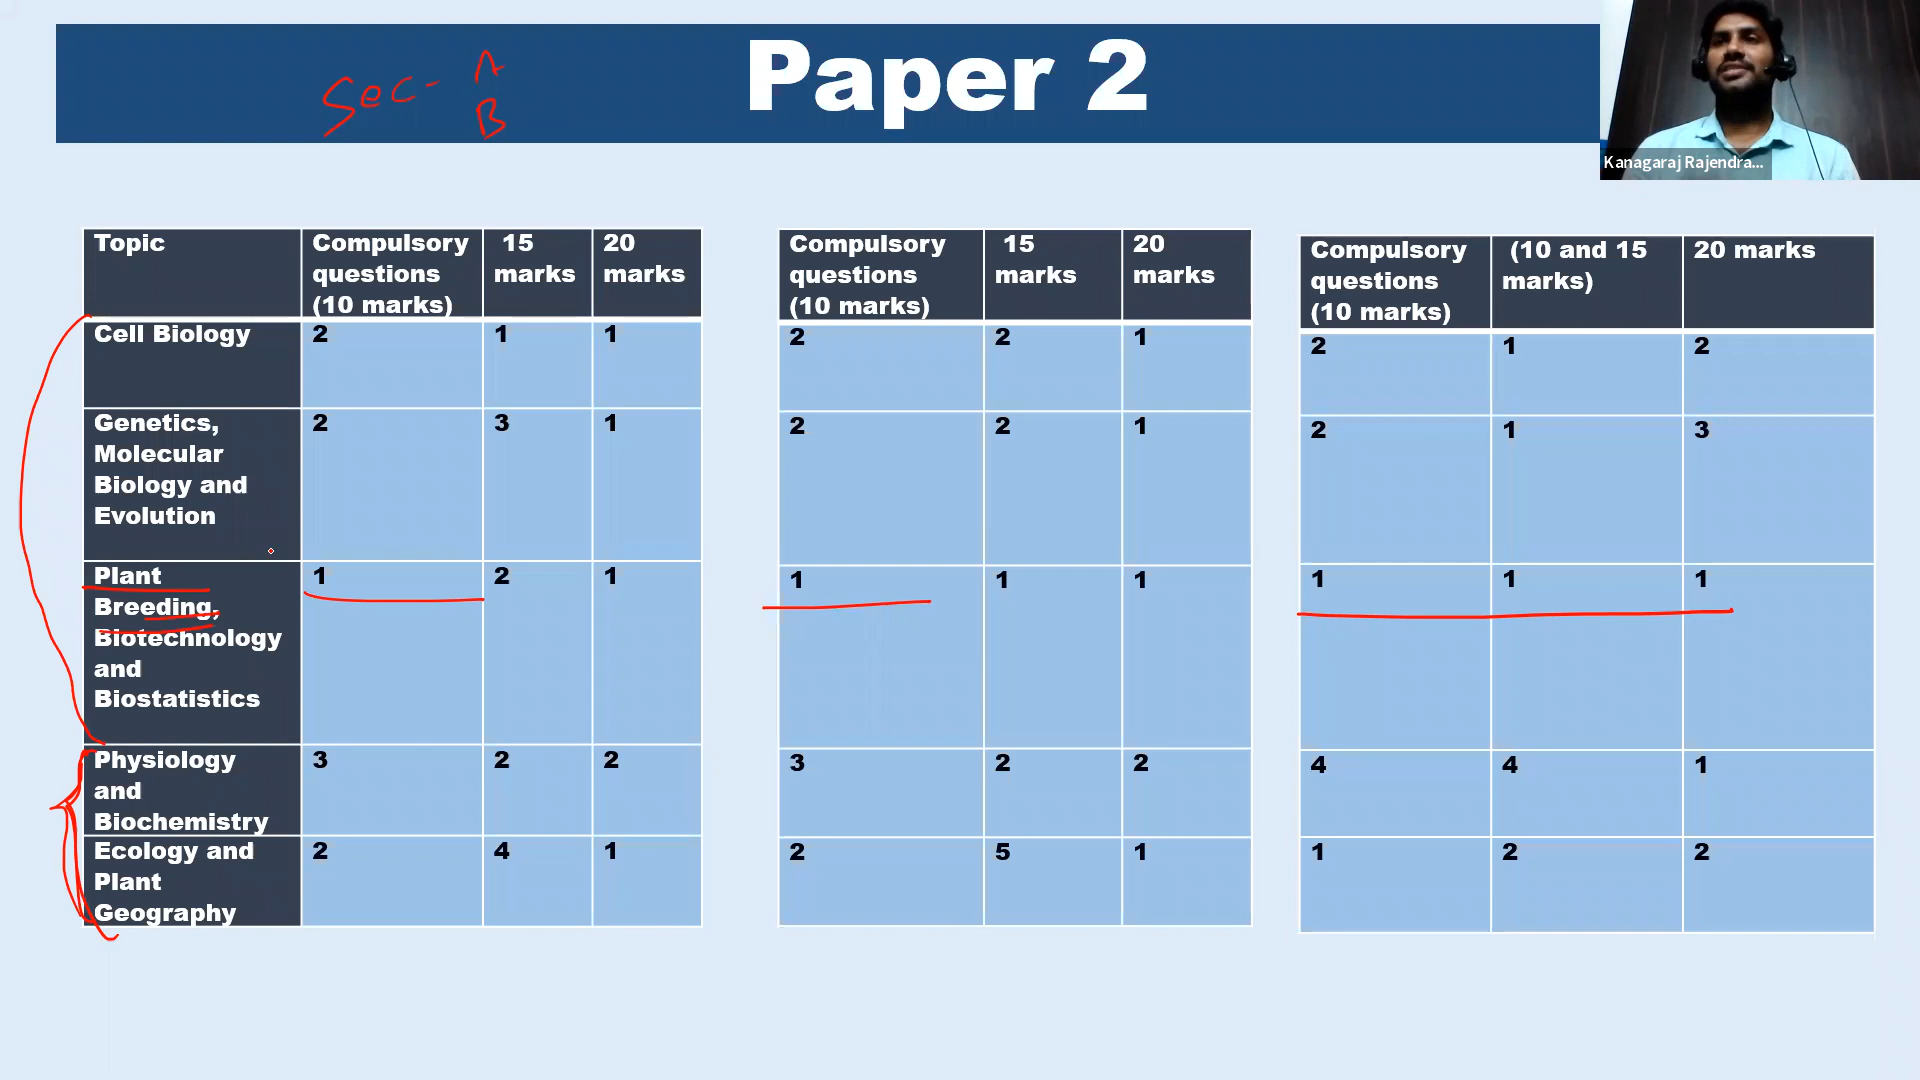 Paper 2
Sec- A
B
Kanagaraj Rajendra...
Topic
Compulsory questions (10 marks)
15 marks
20 marks
Cell Biology
2
1
1
Genetics,
Molecular
Biology and
Evolution
2
3
1
Plant
Breeding,
Biotechnology
and
Biostatistics
1
2
1
Physiology
and
Biochemistry
3
2
2
Ecology and
Plant
Geography
2
4
1
Compulsory
questions
(10 marks)
15
marks
20
marks
2
2
1
2
2
1
1
1
1
3
2
2
2
5
1
Compulsory
questions
(10 marks)
(10 and 15
marks)
20 marks
2
1
2
2
1
3
1
1
1
4
4
1
1
2
2